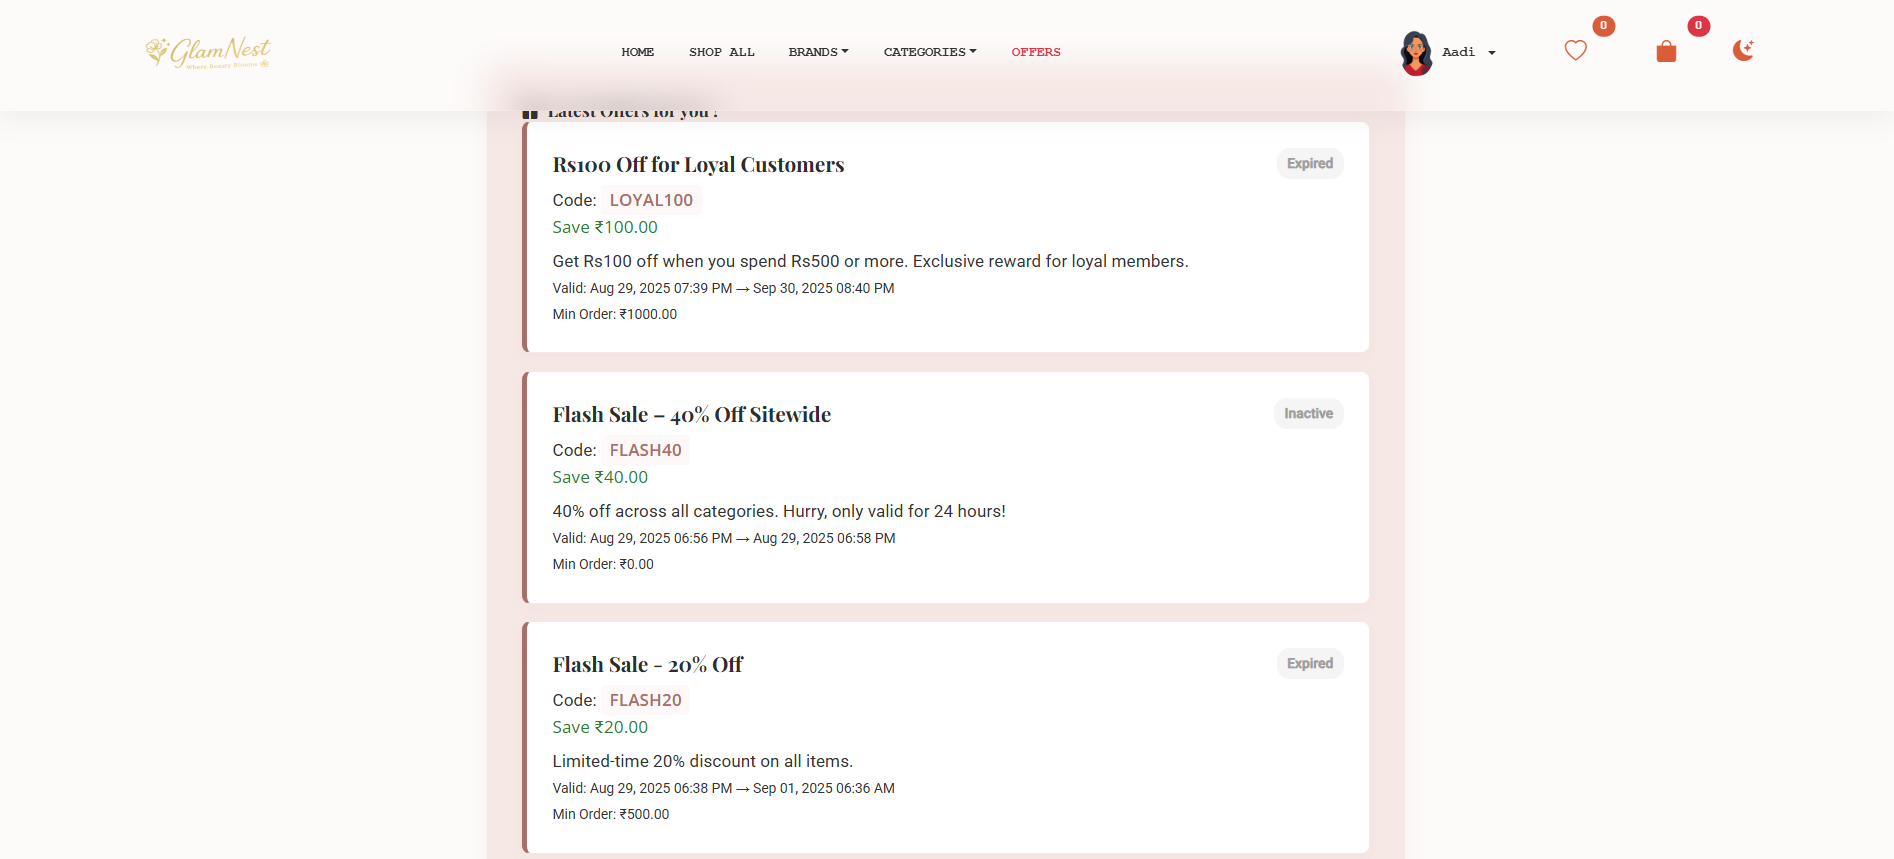 GlamNest
Where Beauty Blooms
HOME SHOP ALL BRANDS CATEGORIES OFFERS
Aadi
0
0
Latest Offers for you !
Rs100 Off for Loyal Customers
Expired
Code: LOYAL100
Save ₹100.00
Get Rs100 off when you spend Rs500 or more. Exclusive reward for loyal members.
Valid: Aug 29, 2025 07:39 PM → Sep 30, 2025 08:40 PM
Min Order: ₹1000.00
Flash Sale – 40% Off Sitewide
Inactive
Code: FLASH40
Save ₹40.00
40% off across all categories. Hurry, only valid for 24 hours!
Valid: Aug 29, 2025 06:56 PM → Aug 29, 2025 06:58 PM
Min Order: ₹0.00
Flash Sale - 20% Off
Expired
Code: FLASH20
Save ₹20.00
Limited-time 20% discount on all items.
Valid: Aug 29, 2025 06:38 PM → Sep 01, 2025 06:36 AM
Min Order: ₹500.00